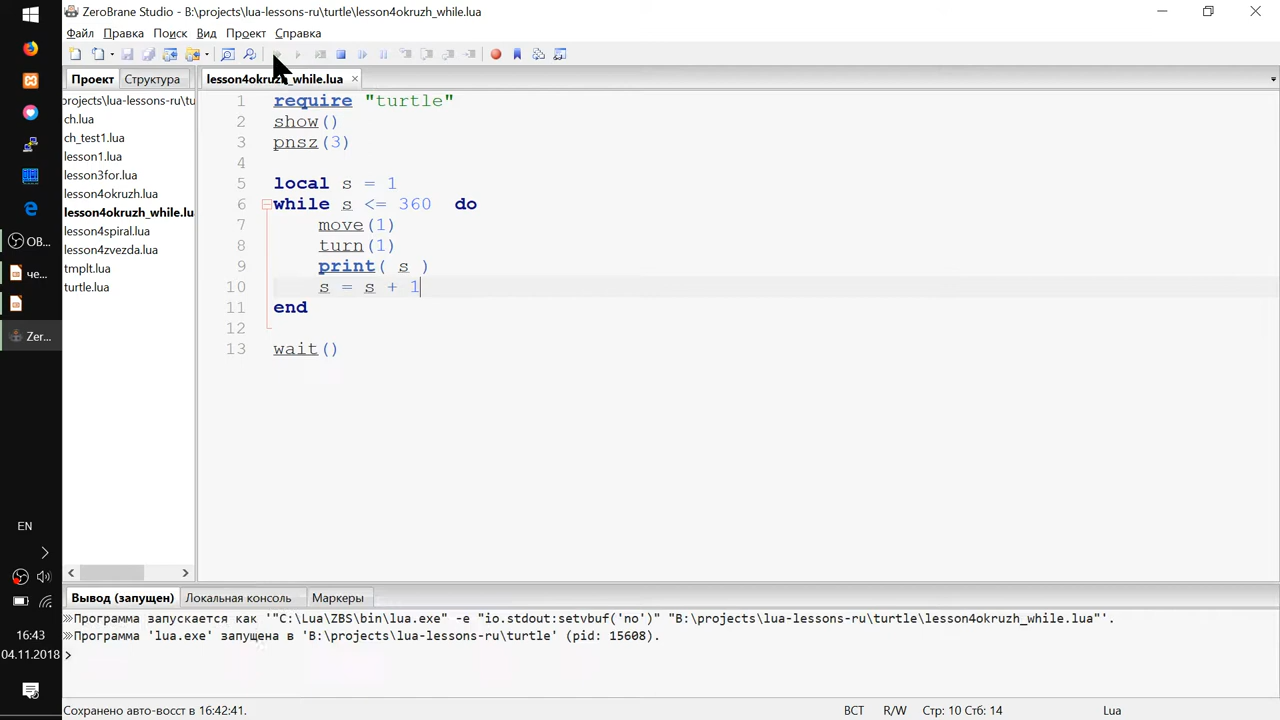 ZeroBrane Studio - B:\projects\lua-lessons-ru\turtle\lesson4okruzh_while.lua
Файл Правка Поиск Вид Проект Справка
Проект Структура
lesson4okruzh_while.lua
projects\lua-lessons-ru\tu
ch.lua
ch_test1.lua
lesson1.lua
lesson3for.lua
lesson4okruzh.lua
lesson4okruzh_while.lu
lesson4spiral.lua
lesson4zvezda.lua
tmplt.lua
turtle.lua
1 require "turtle"
2 show()
3 pnsz(3)
4
5 local s = 1
6 while s <= 360  do
7 move(1)
8 turn(1)
9 print( s )
10 s = s + 1
11 end
12
13 wait()
OB...
че...
Zer...
EN
16:43
04.11.2018
Вывод (запущен) Локальная консоль Маркеры
Программа запускается как '"C:\Lua\ZBS\bin\lua.exe" -e "io.stdout:setvbuf('no')" "B:\projects\lua-lessons-ru\turtle\lesson4okruzh_while.lua"'.
Программа 'lua.exe' запущена в 'B:\projects\lua-lessons-ru\turtle' (pid: 15608).
Сохранено авто-восст в 16:42:41. ВСТ R/W Стр: 10 Стб: 14 Lua